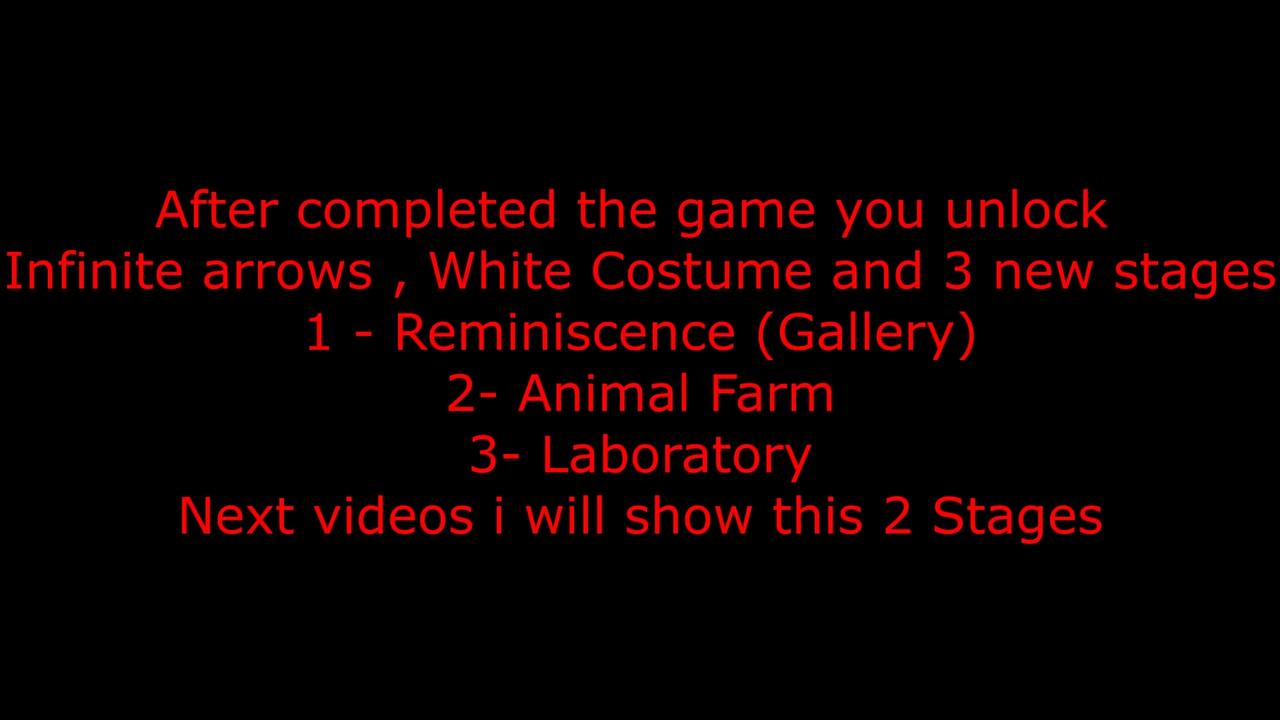 After completed the game you unlock
Infinite arrows , White Costume and 3 new stages
1 - Reminiscence (Gallery)
2- Animal Farm
3- Laboratory
Next videos i will show this 2 Stages